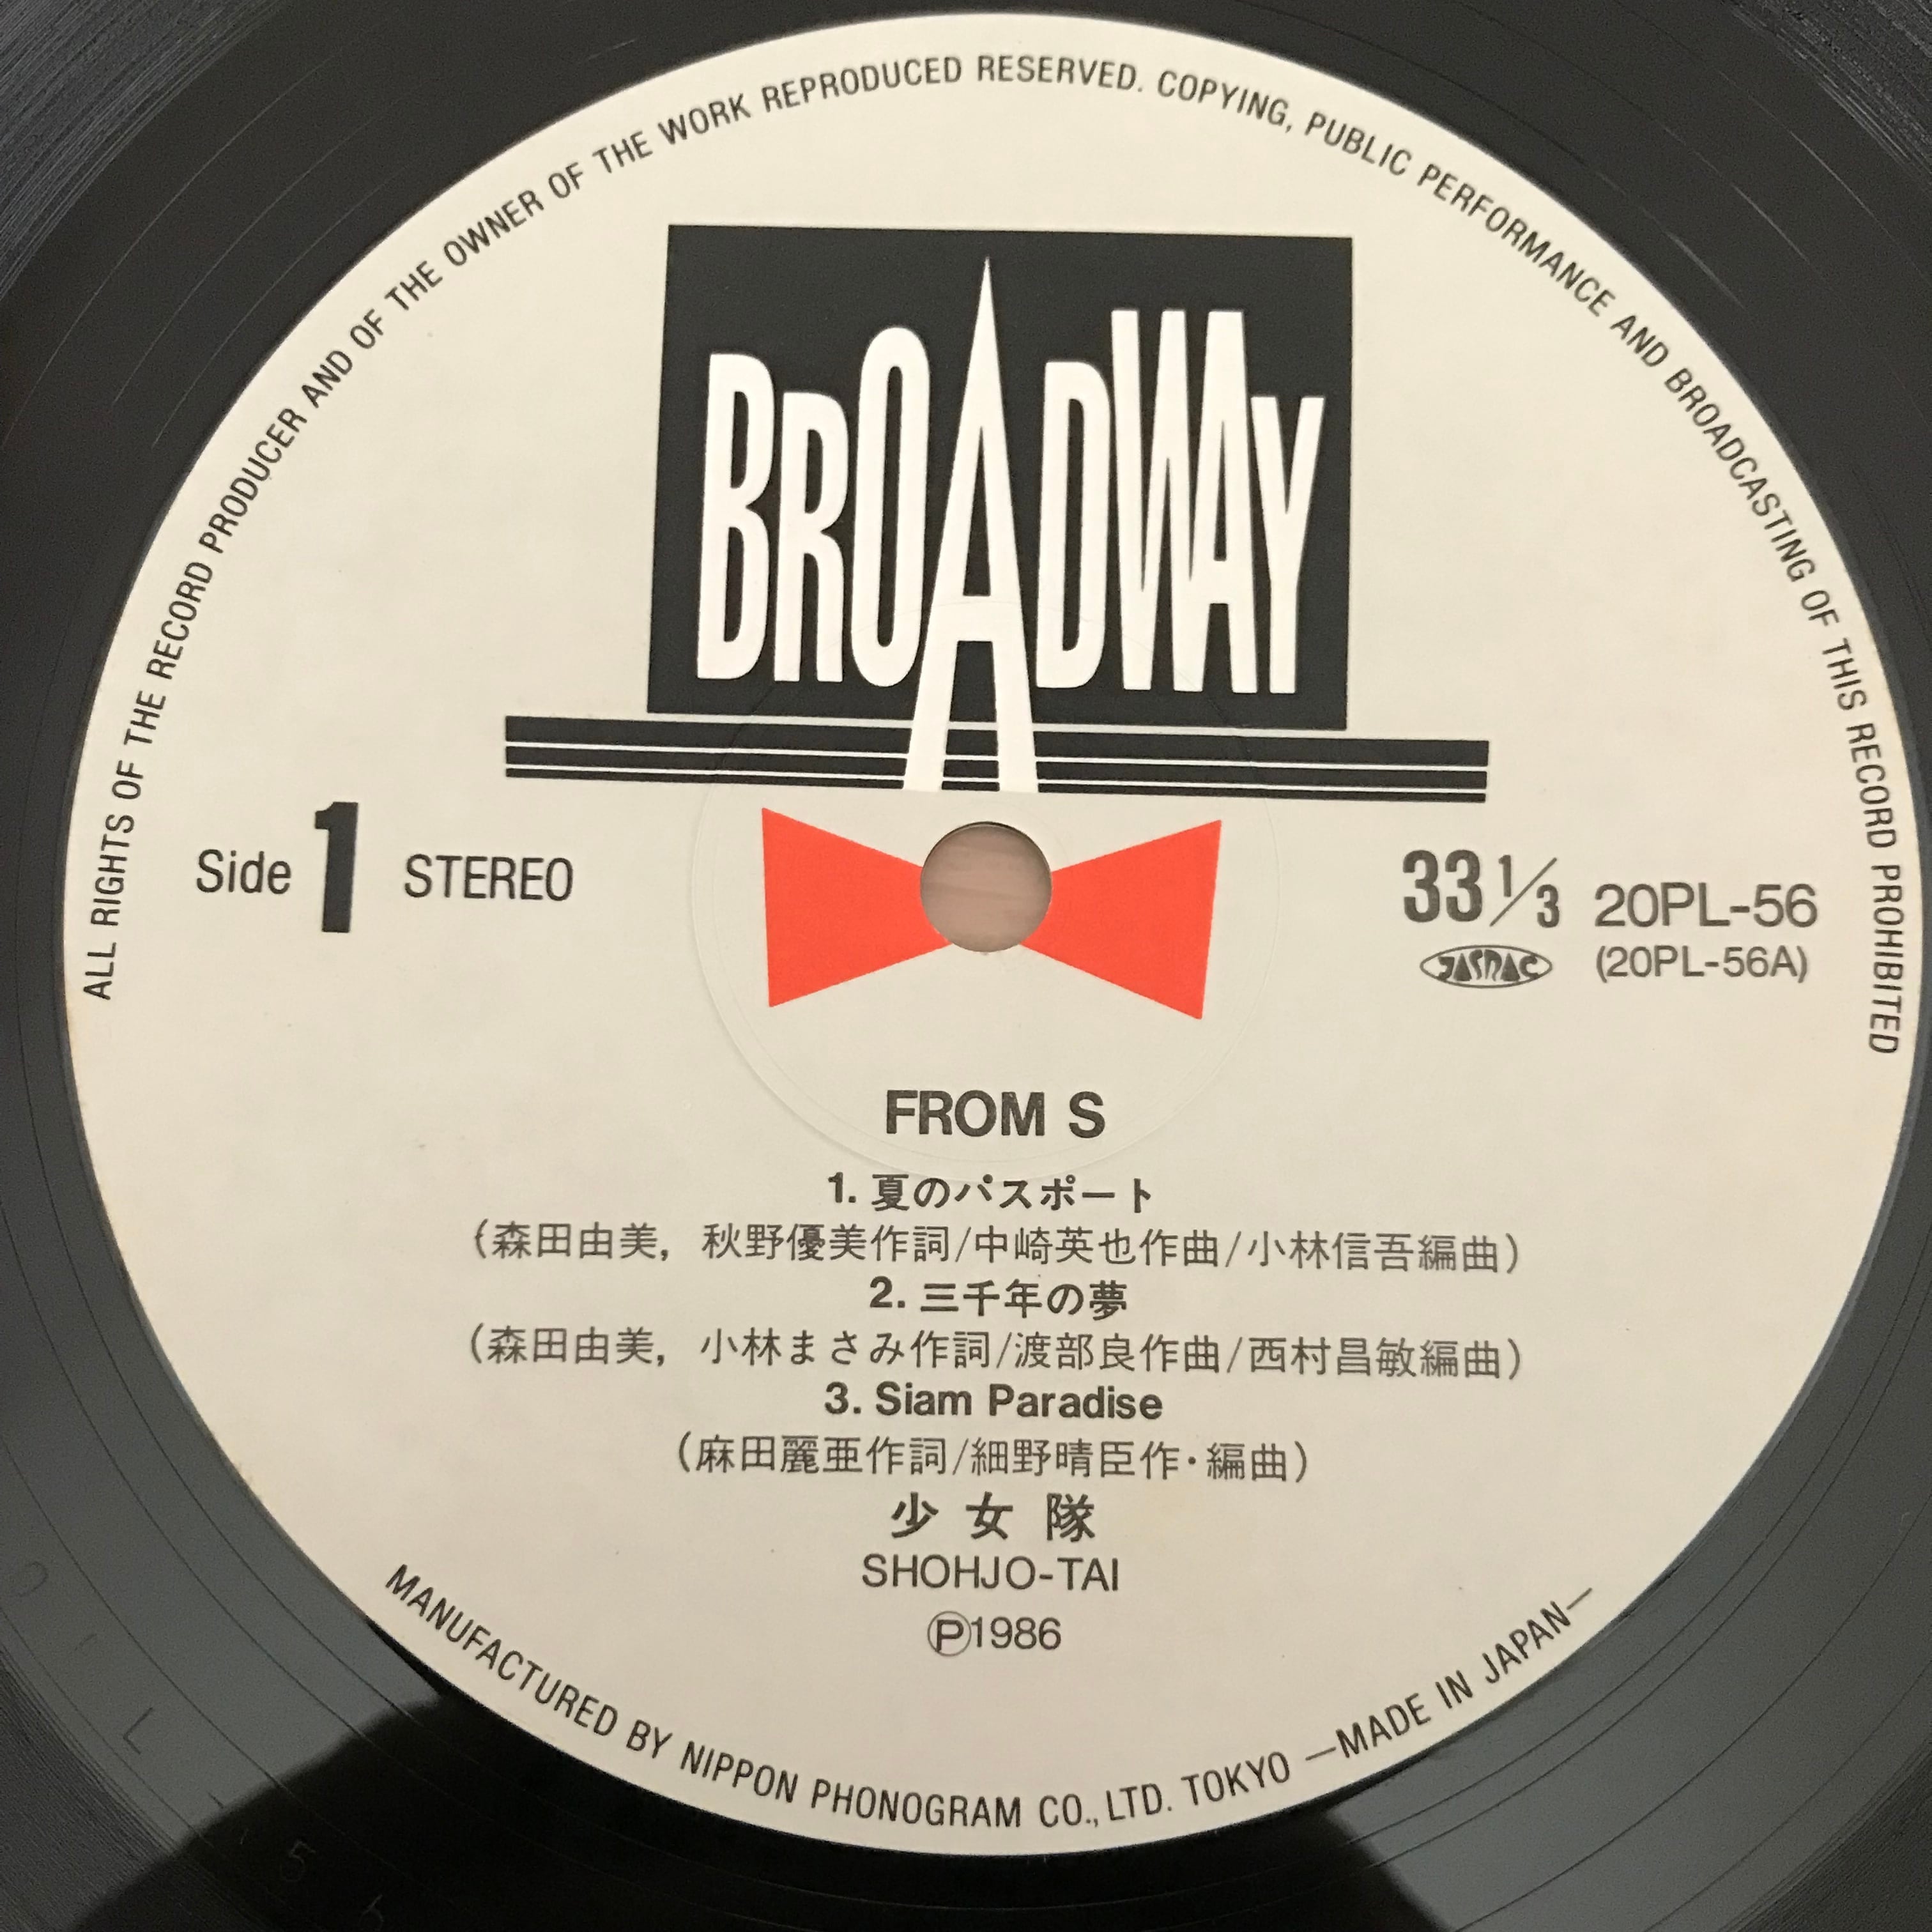 ALL RIGHTS OF THE RECORD PRODUCER AND OF THE OWNER OF THE WORK REPRODUCED RESERVED. COPYING, PUBLIC PERFORMANCE AND BROADCASTING OF THIS RECORD PROHIBITED
BROADWAY
Side 1 STEREO
33 1/3 20PL-56
JASRAC (20PL-56A)
FROM S
1. 夏のパスポート
(森田由美, 秋野優美作詞/中崎英也作曲/小林信吾編曲)
2. 三千年の夢
(森田由美, 小林まさみ作詞/渡部良作曲/西村昌敏編曲)
3. Siam Paradise
(麻田麗亜作詞/細野晴臣作・編曲)
少女隊
SHOHJO-TAI
Ⓟ1986
MANUFACTURED BY NIPPON PHONOGRAM CO., LTD. TOKYO —MADE IN JAPAN—